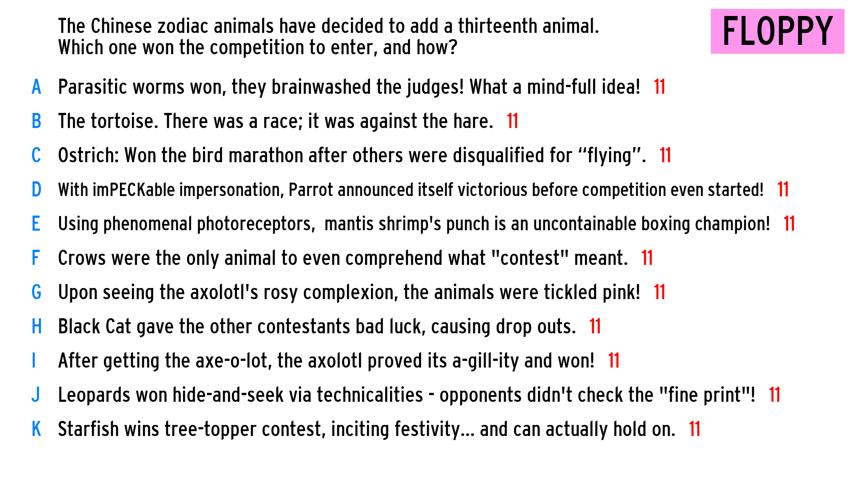 The Chinese zodiac animals have decided to add a thirteenth animal.
Which one won the competition to enter, and how?
FLOPPY
A Parasitic worms won, they brainwashed the judges! What a mind-full idea! 11
B The tortoise. There was a race; it was against the hare. 11
C Ostrich: Won the bird marathon after others were disqualified for “flying”. 11
D With imPECKable impersonation, Parrot announced itself victorious before competition even started! 11
E Using phenomenal photoreceptors, mantis shrimp's punch is an uncontainable boxing champion! 11
F Crows were the only animal to even comprehend what "contest" meant. 11
G Upon seeing the axolotl's rosy complexion, the animals were tickled pink! 11
H Black Cat gave the other contestants bad luck, causing drop outs. 11
I After getting the axe-o-lot, the axolotl proved its a-gill-ity and won! 11
J Leopards won hide-and-seek via technicalities - opponents didn't check the "fine print"! 11
K Starfish wins tree-topper contest, inciting festivity... and can actually hold on. 11